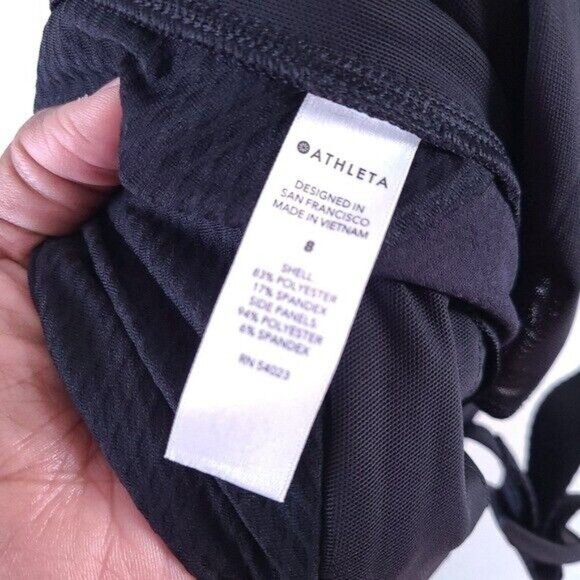 ATHLETA
DESIGNED IN
SAN FRANCISCO
MADE IN VIETNAM
8
SHELL
83% POLYESTER
17% SPANDEX
SIDE PANELS
94% POLYESTER
6% SPANDEX
RN 54023